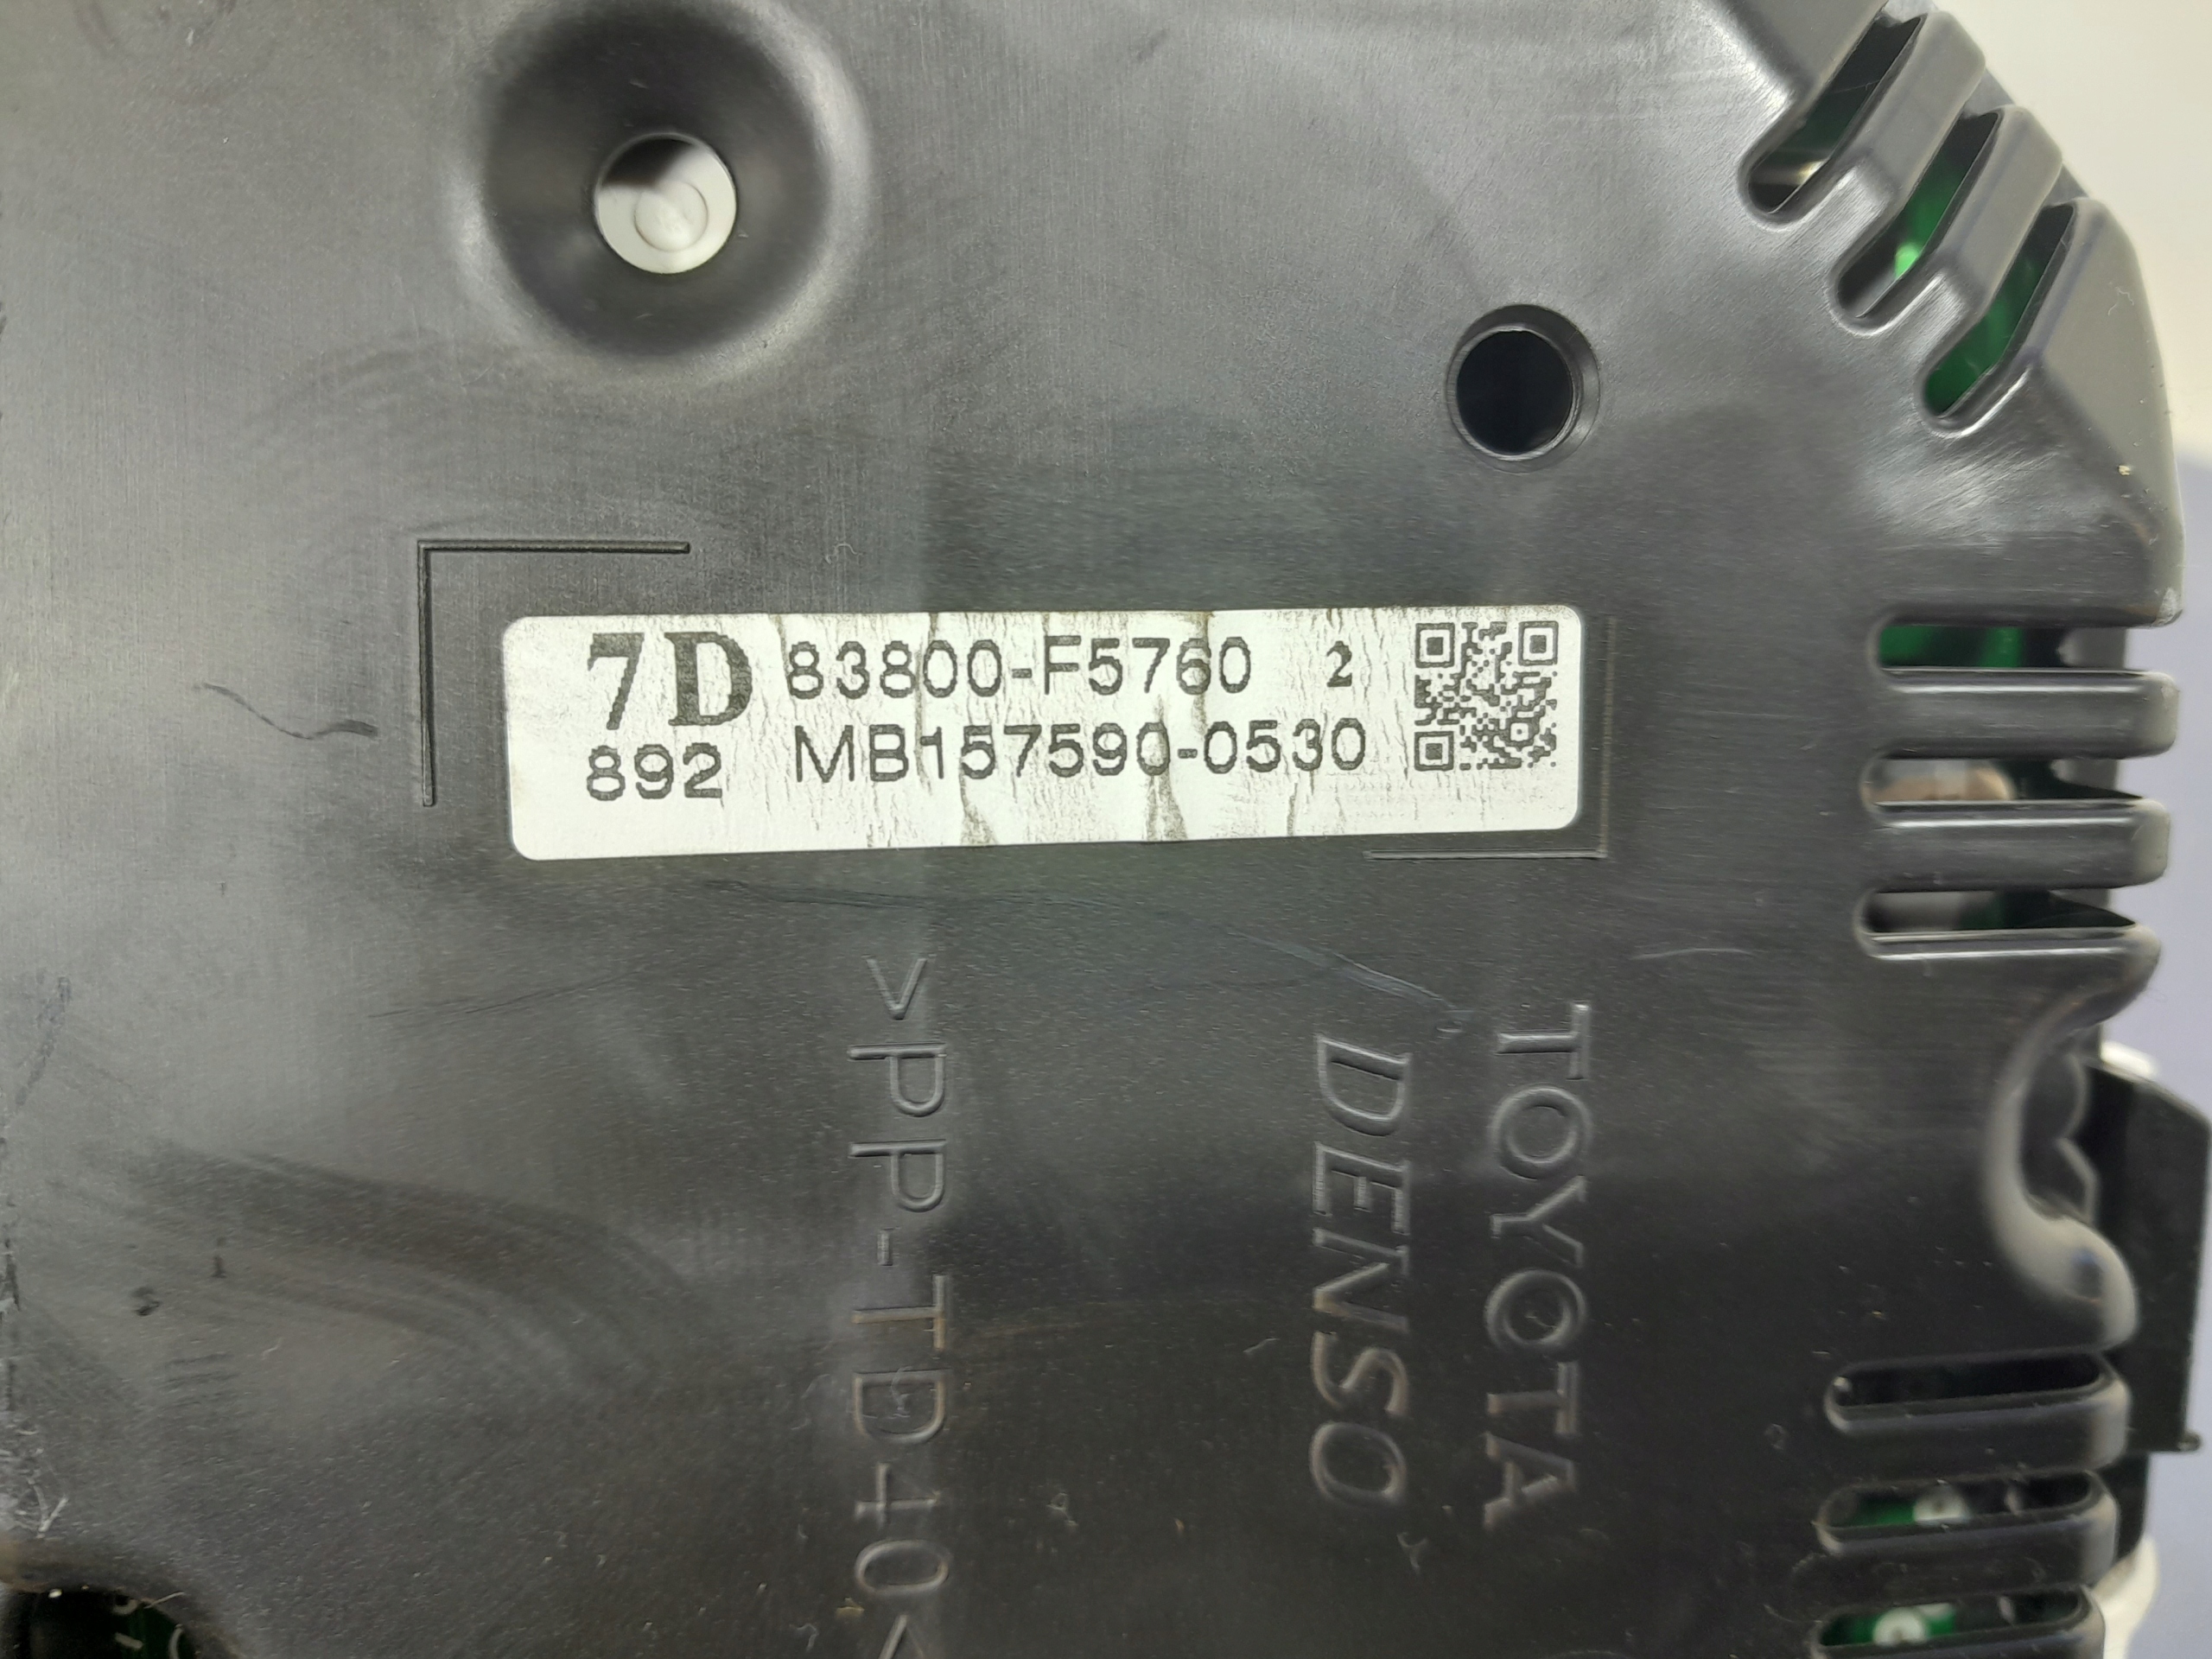 7D 83800-F5760 2
892 MB157590-0530
TOYOTA
DENSO
>PP-TD40<